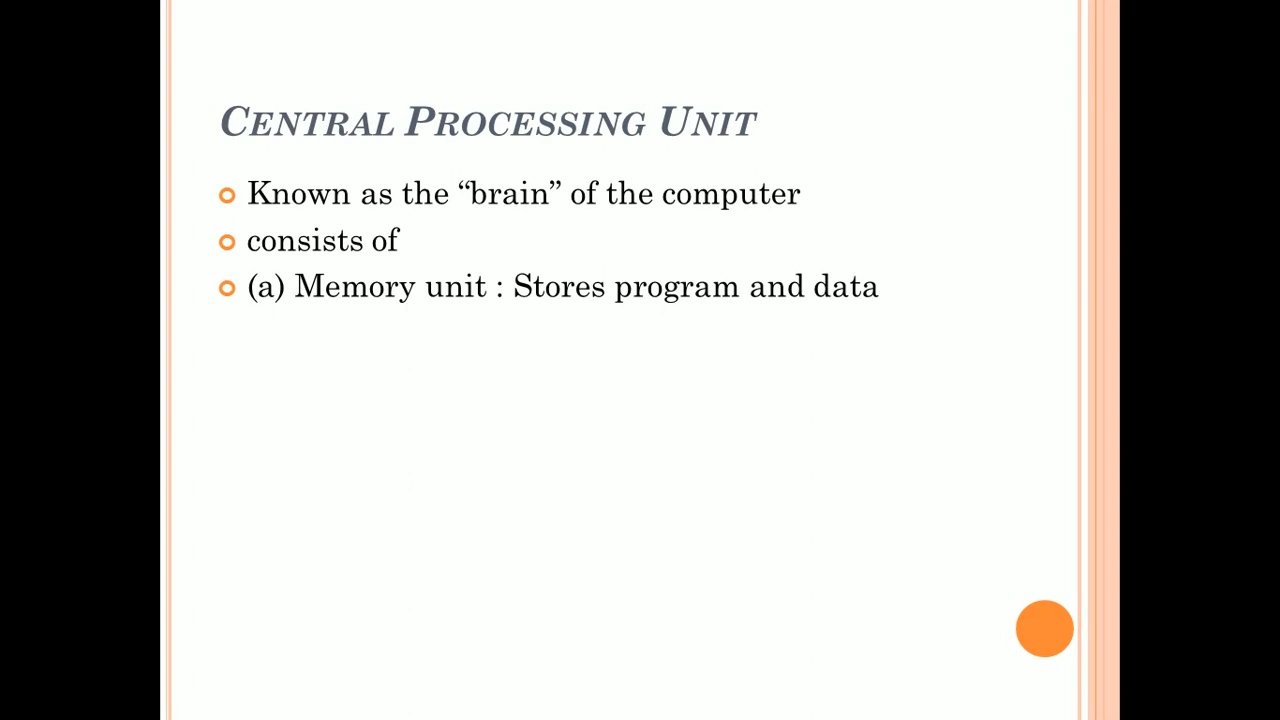 Central Processing Unit
Known as the “brain” of the computer
consists of
(a) Memory unit : Stores program and data